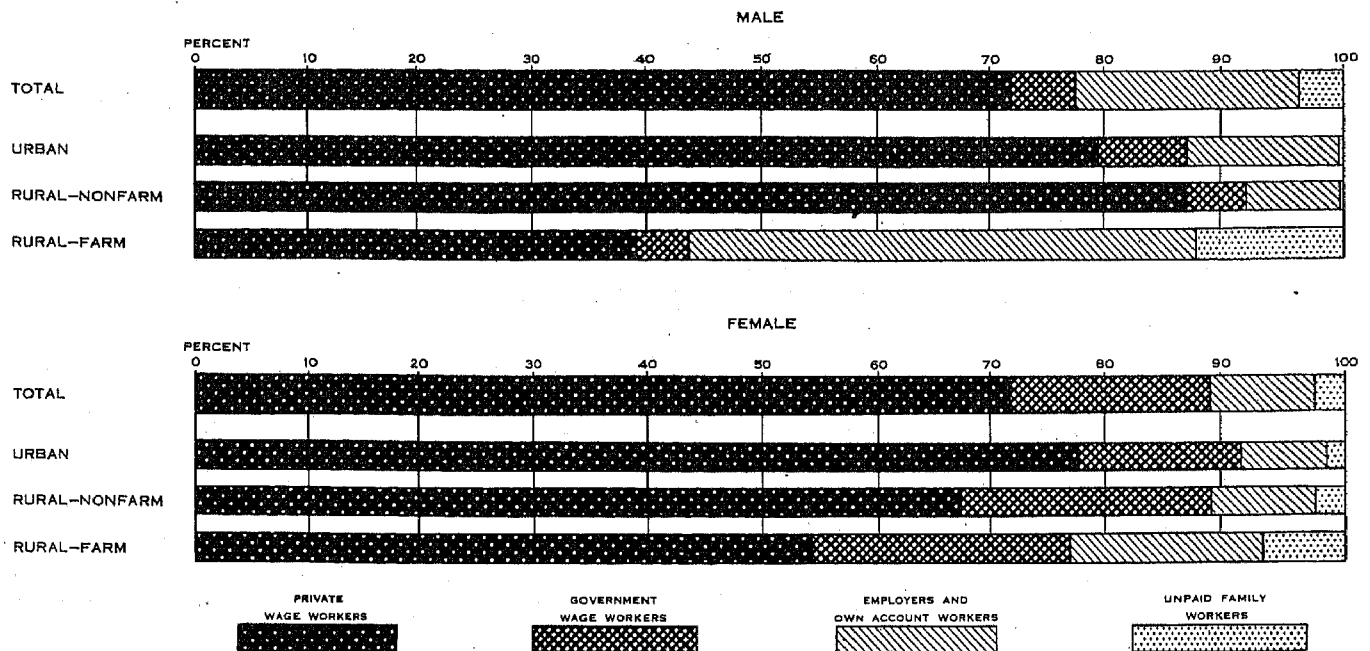 MALE
PERCENT
0 10 20 30 40 50 60 70 80 90 100
TOTAL
URBAN
RURAL-NONFARM
RURAL-FARM
FEMALE
PERCENT
0 10 20 30 40 50 60 70 80 90 100
TOTAL
URBAN
RURAL-NONFARM
RURAL-FARM
PRIVATE
WAGE WORKERS
GOVERNMENT
WAGE WORKERS
EMPLOYERS AND
OWN ACCOUNT WORKERS
UNPAID FAMILY
WORKERS